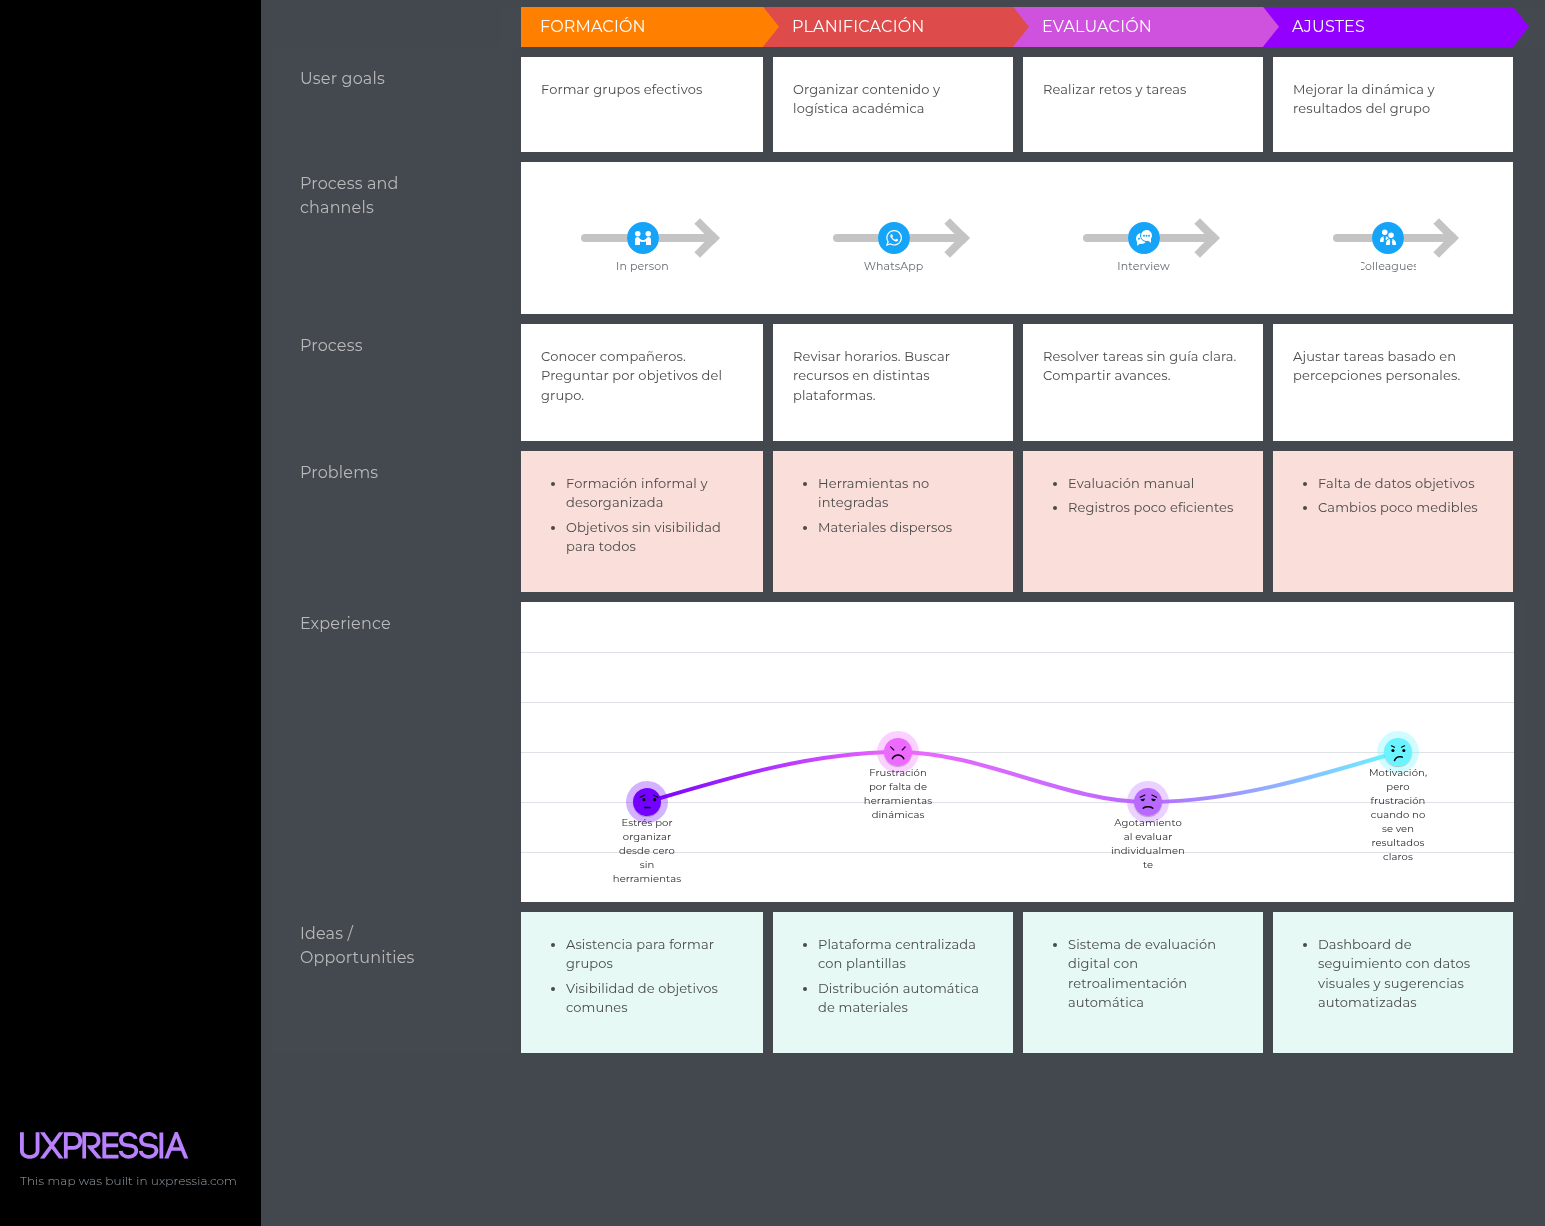 FORMACIÓN
PLANIFICACIÓN
EVALUACIÓN
AJUSTES
User goals
Formar grupos efectivos
Organizar contenido y
logística académica
Realizar retos y tareas
Mejorar la dinámica y
resultados del grupo
Process and
channels
In person
WhatsApp
Interview
Colleagues
Process
Conocer compañeros.
Preguntar por objetivos del
grupo.
Revisar horarios. Buscar
recursos en distintas
plataformas.
Resolver tareas sin guía clara.
Compartir avances.
Ajustar tareas basado en
percepciones personales.
Problems
• Formación informal y
desorganizada
• Objetivos sin visibilidad
para todos
• Herramientas no
integradas
• Materiales dispersos
• Evaluación manual
• Registros poco eficientes
• Falta de datos objetivos
• Cambios poco medibles
Experience
Estrés por
organizar
desde cero
sin
herramientas
Frustración
por falta de
herramientas
dinámicas
Agotamiento
al evaluar
individualmen
te
Motivación,
pero
frustración
cuando no
se ven
resultados
claros
Ideas /
Opportunities
• Asistencia para formar
grupos
• Visibilidad de objetivos
comunes
• Plataforma centralizada
con plantillas
• Distribución automática
de materiales
• Sistema de evaluación
digital con
retroalimentación
automática
• Dashboard de
seguimiento con datos
visuales y sugerencias
automatizadas
UXPRESSIA
This map was built in uxpressia.com